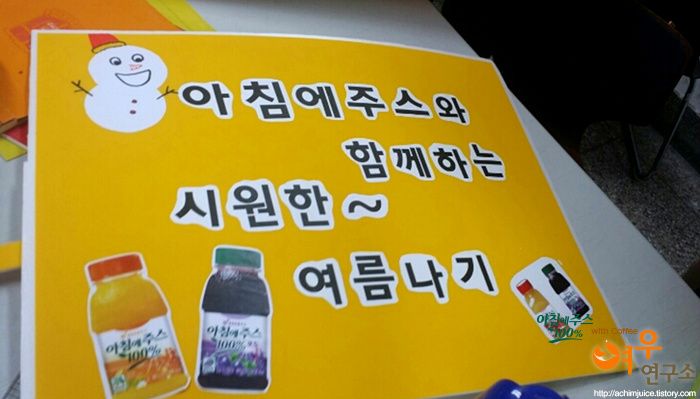 아침에주스와
함께하는
시원한~
여름나기
아침에주스
100%
아침에주스
100%
아침에주스
100%
with Coffee
여우
연구소
http://achimjuice.tistory.com